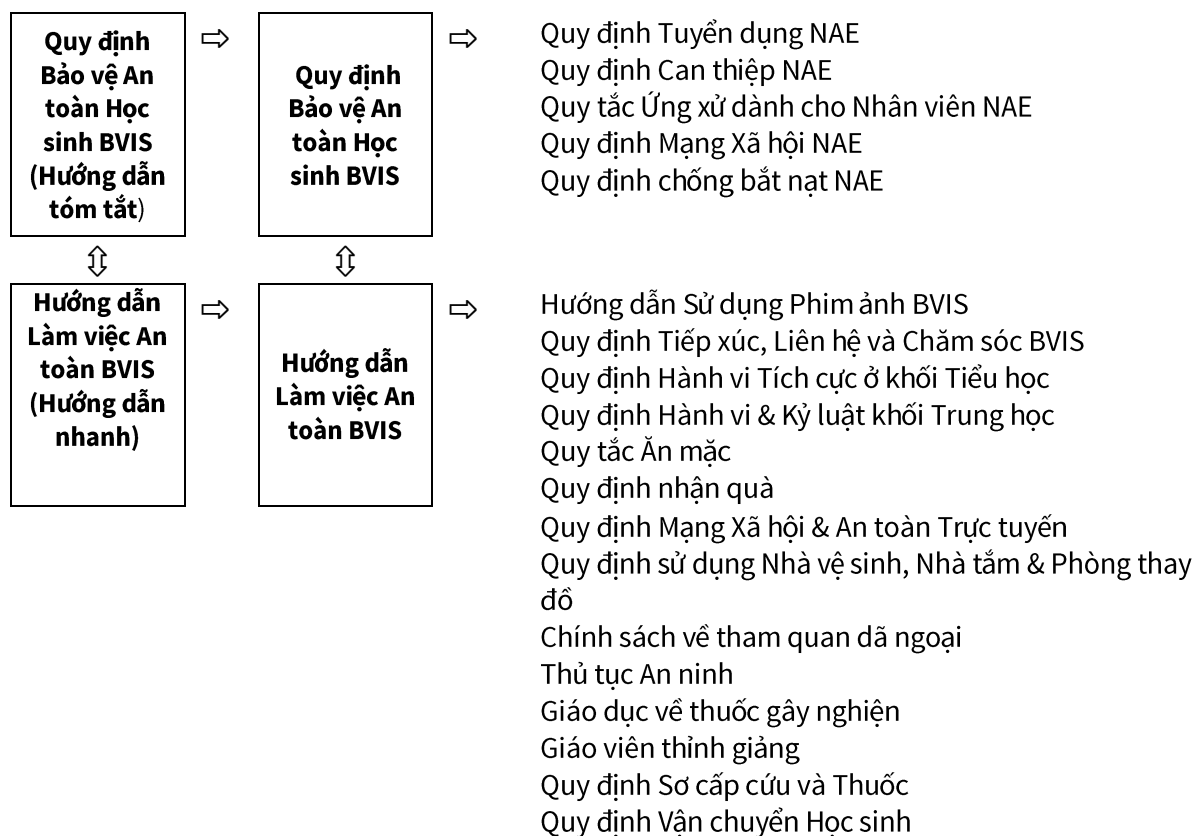 Quy định
Bảo vệ An
toàn Học
sinh BVIS
(Hướng dẫn
tóm tắt)
Quy định
Bảo vệ An
toàn Học
sinh BVIS
Quy định Tuyển dụng NAE
Quy định Can thiệp NAE
Quy tắc Ứng xử dành cho Nhân viên NAE
Quy định Mạng Xã hội NAE
Quy định chống bắt nạt NAE
Hướng dẫn
Làm việc An
toàn BVIS
(Hướng dẫn
nhanh)
Hướng dẫn
Làm việc An
toàn BVIS
Hướng dẫn Sử dụng Phim ảnh BVIS
Quy định Tiếp xúc, Liên hệ và Chăm sóc BVIS
Quy định Hành vi Tích cực ở khối Tiểu học
Quy định Hành vi & Kỷ luật khối Trung học
Quy tắc Ăn mặc
Quy định nhận quà
Quy định Mạng Xã hội & An toàn Trực tuyến
Quy định sử dụng Nhà vệ sinh, Nhà tắm & Phòng thay
đồ
Chính sách về tham quan dã ngoại
Thủ tục An ninh
Giáo dục về thuốc gây nghiện
Giáo viên thỉnh giảng
Quy định Sơ cấp cứu và Thuốc
Quy định Vận chuyển Học sinh